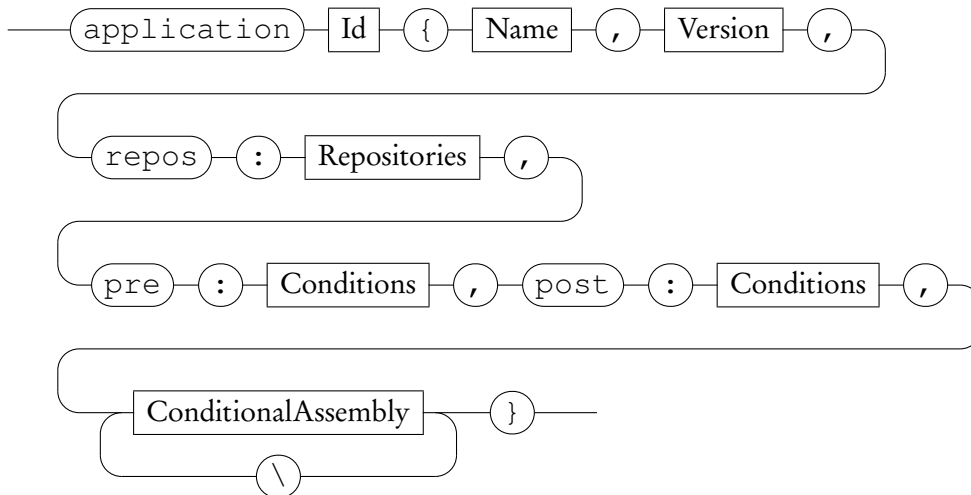 application Id { Name , Version ,
repos : Repositories ,
pre : Conditions , post : Conditions ,
ConditionalAssembly }
\